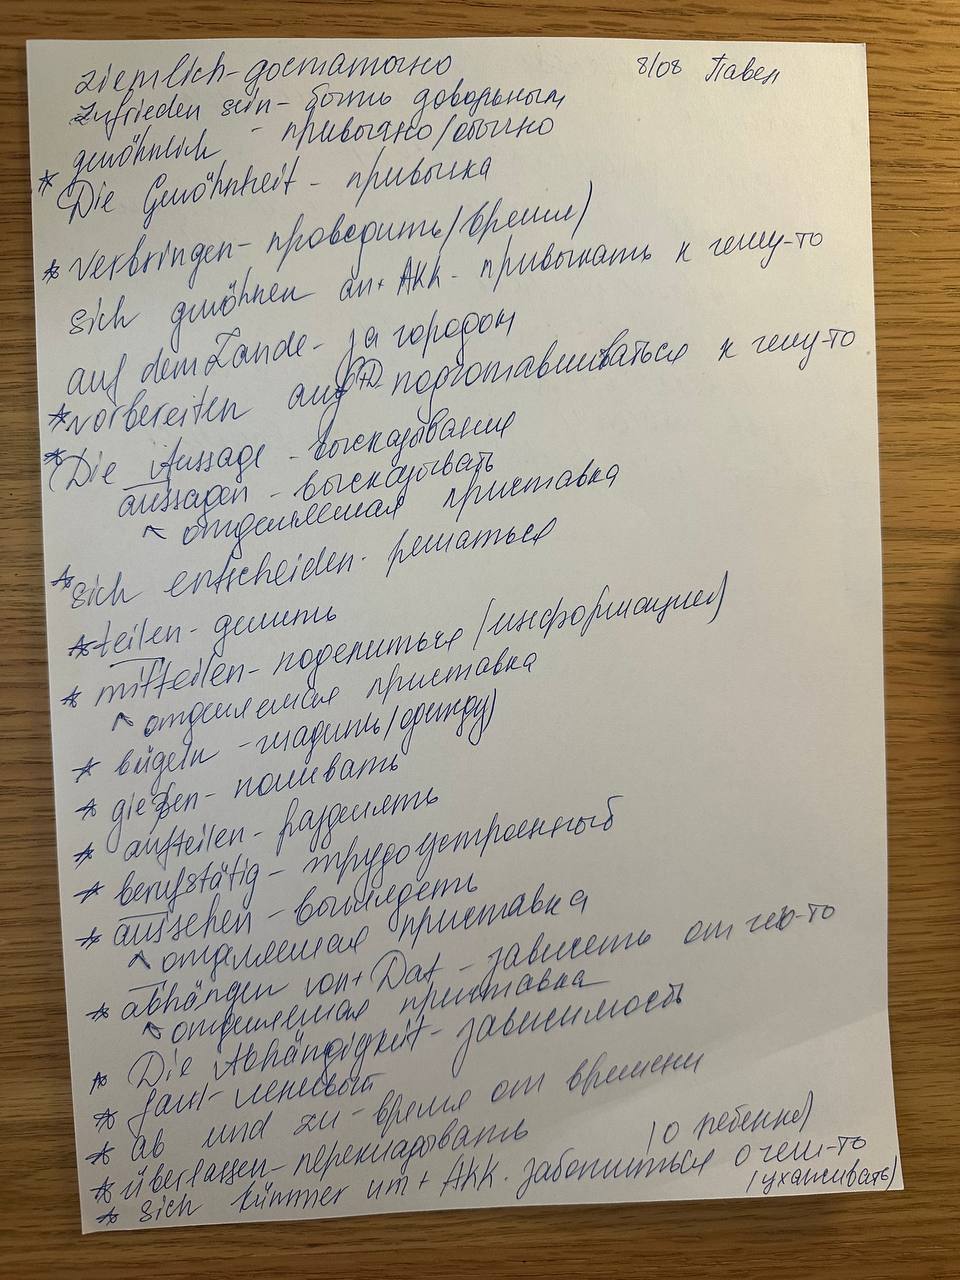 ziemlich - достаточно 8/08 Павел
Zufrieden sein - быть довольным
gewöhnlich - привычно/обычно
* Die Gewöhnheit - привычка
* verbringen - проводить (время)
sich gewöhnen an + Akk - привыкать к чему-то
auf dem Lande - за городом
* vorbereiten auf - подготавливаться к чему-то
* Die Aussage - высказывание
aussagen - высказывать
отделяемая приставка
* sich entscheiden - решаться
* teilen - делить
* mitteilen - поделиться (информацией)
отделяемая приставка
* bügeln - гладить (одежду)
* gießen - поливать
* aufteilen - разделять
* berufstätig - трудоустроенный
* aussehen - выглядеть
отделяемая приставка
* abhängen von + Dat - зависеть от чего-то
отделяемая приставка
* Die Abhängigkeit - зависимость
* faul - ленивый
* ab und zu - время от времени
* überlassen - перекладывать (о ребенке)
* sich kümmer um + Akk. заботиться о чем-то
(ухаживать)